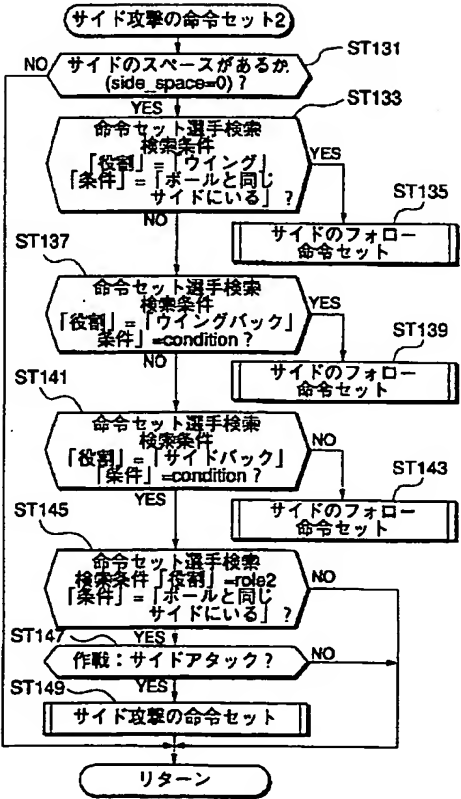 サイド攻撃の命令セット2
ST131
NO
サイドのスペースがあるか
(side_space=0) ?
YES
ST133
命令セット選手検索
検索条件
「役割」=「ウイング」
「条件」=「ボールと同じ
サイドにいる」 ?
YES
ST135
サイドのフォロー
命令セット
NO
ST137
命令セット選手検索
検索条件
「役割」=「ウイングバック」
条件」=condition ?
YES
ST139
サイドのフォロー
命令セット
NO
ST141
命令セット選手検索
検索条件
「役割」=「サイドバック」
「条件」=condition ?
NO
ST143
サイドのフォロー
命令セット
YES
ST145
命令セット選手検索
検索条件「役割」=role2
「条件」=「ボールと同じ
サイドにいる」 ?
NO
ST147
YES
作戦：サイドアタック？
NO
ST149
YES
サイド攻撃の命令セット
リターン